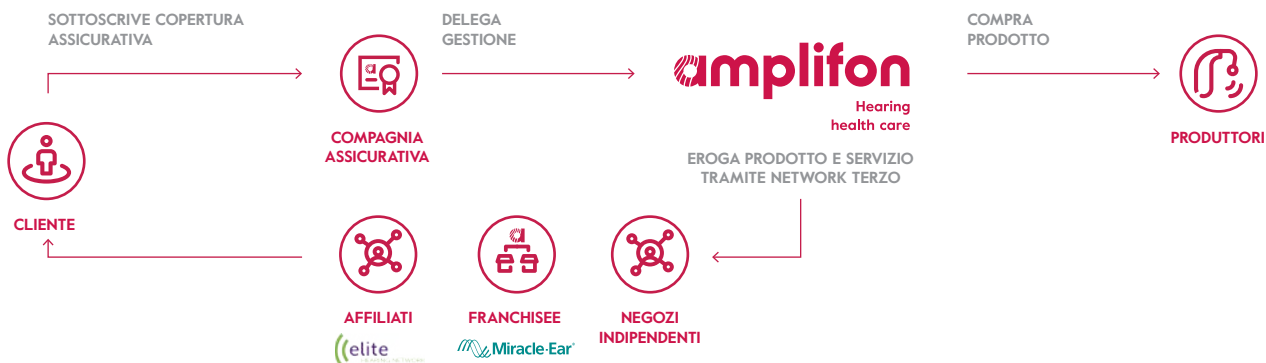 SOTTOSCRIVE COPERTURA
ASSICURATIVA
DELEGA
GESTIONE
COMPRA
PRODOTTO
amplifon
Hearing
health care
COMPAGNIA
ASSICURATIVA
PRODUTTORI
EROGA PRODOTTO E SERVIZIO
TRAMITE NETWORK TERZO
CLIENTE
AFFILIATI
FRANCHISEE
NEGOZI
INDIPENDENTI
elite
Miracle-Ear